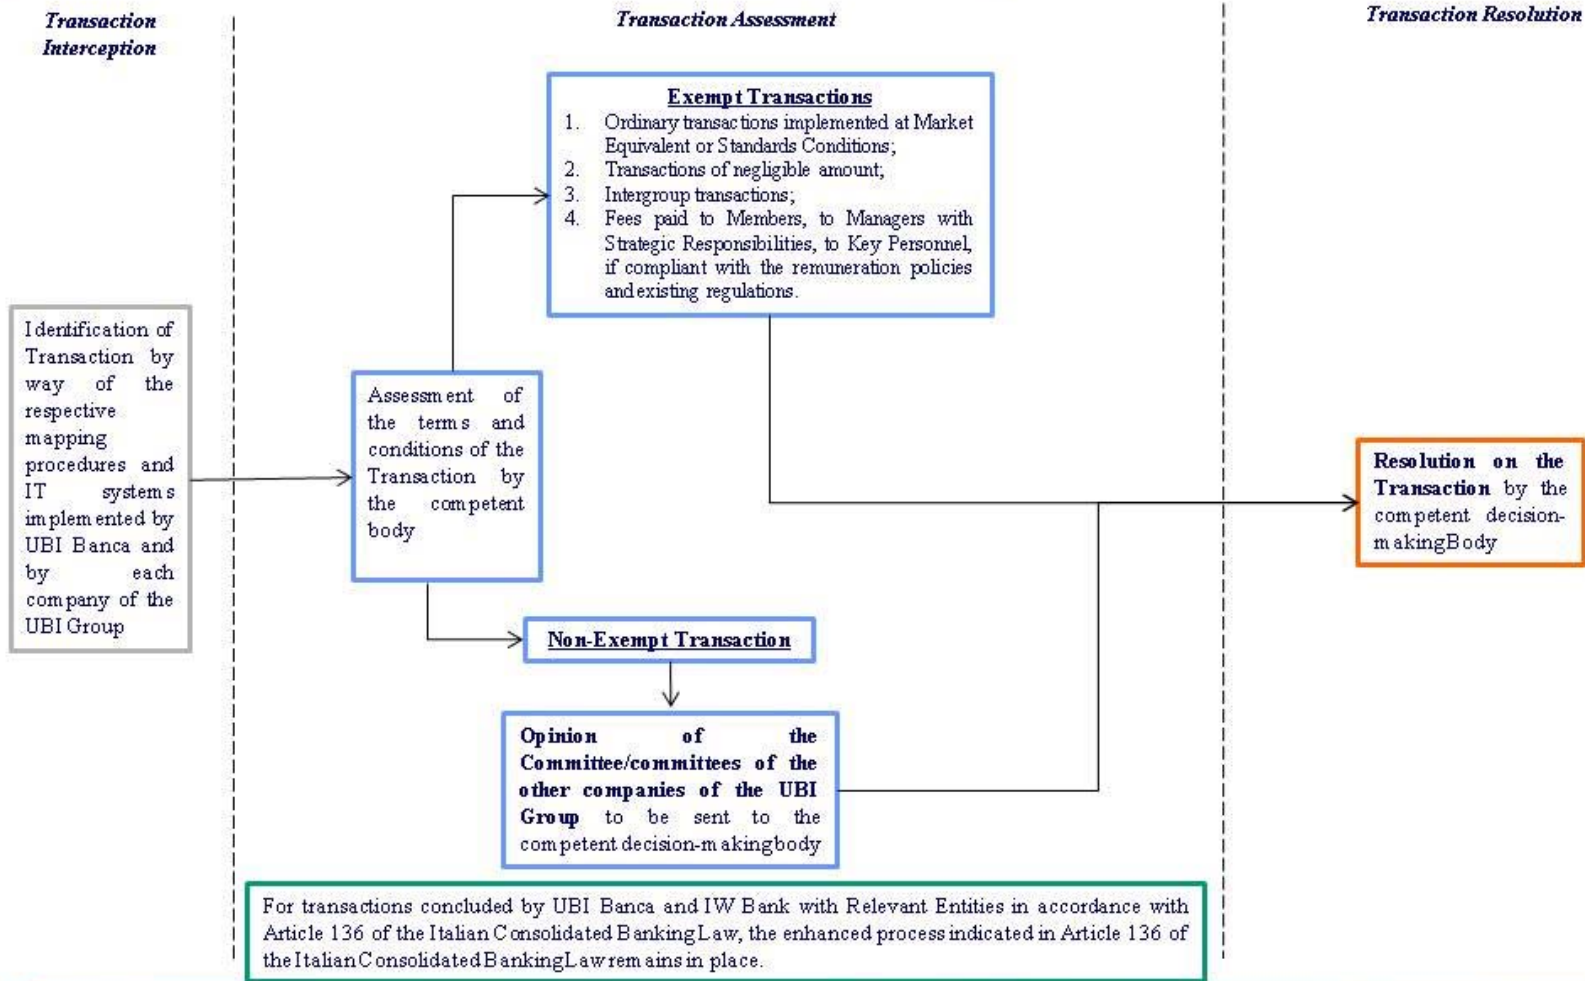 Transaction
Interception
Transaction Assessment
Transaction Resolution
Exempt Transactions
1. Ordinary transactions implemented at Market
Equivalent or Standards Conditions;
2. Transactions of negligible amount;
3. Intergroup transactions;
4. Fees paid to Members, to Managers with
Strategic Responsibilities, to Key Personnel,
if compliant with the remuneration policies
and existing regulations.
Identification of
Transaction by
way of the
respective
mapping
procedures and
IT systems
implemented by
UBI Banca and
by each
company of the
UBI Group
Assessment of
the terms and
conditions of the
Transaction by
the competent
body
Non-Exempt Transaction
Opinion of the
Committee/committees of the
other companies of the UBI
Group to be sent to the
competent decision-making body
Resolution on the
Transaction by the
competent decision-
making Body
For transactions concluded by UBI Banca and IW Bank with Relevant Entities in accordance with
Article 136 of the Italian Consolidated Banking Law, the enhanced process indicated in Article 136 of
the Italian Consolidated Banking Law remains in place.